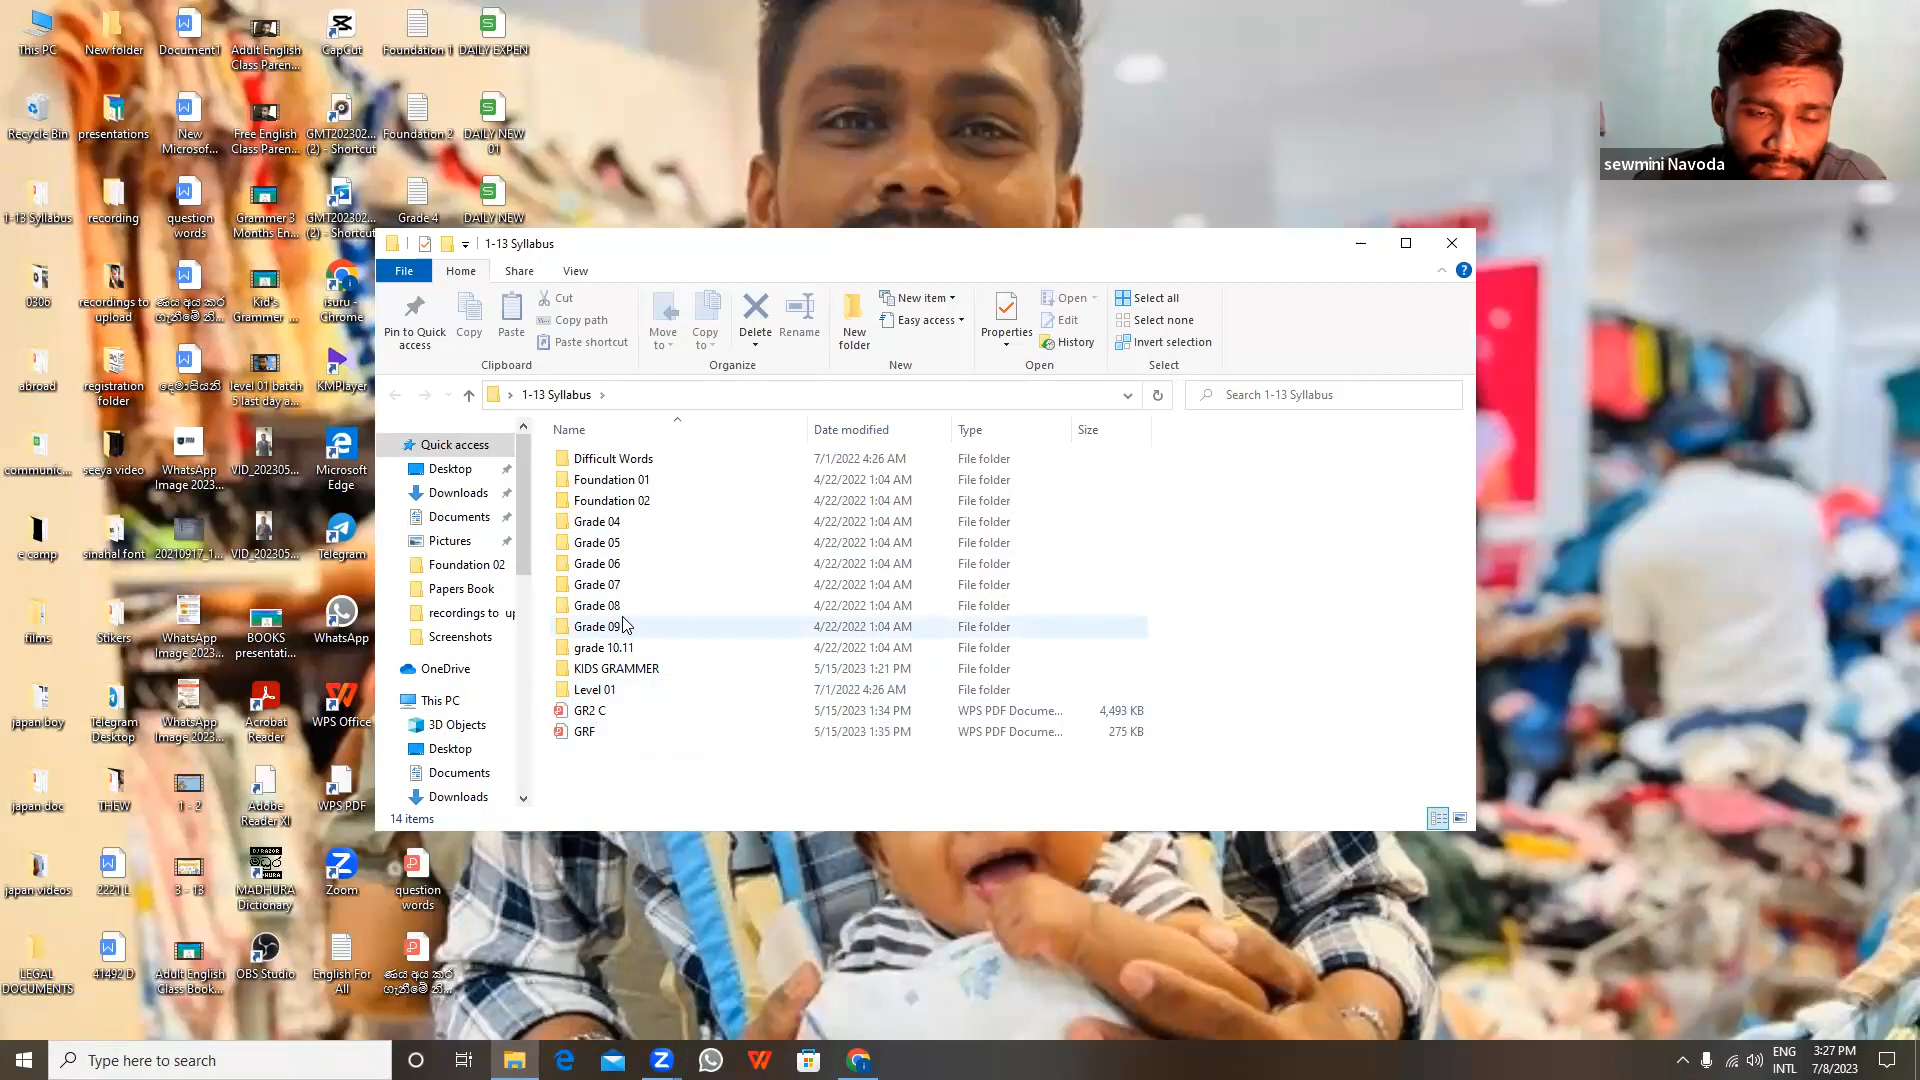 This PC
New folder
Document1
Adult English
Class Paren...
CapCut
Foundation 1
DAILY EXPEN
Recycle Bin
presentations
New
Microsof...
Free English
Class Paren...
GMT202302...
(2) - Shortcut
Foundation 2
DAILY NEW
01
1-13 Syllabus
recording
question
words
Grammer 3
Months En...
GMT202302...
(2) - Shortcut
Grade 4
DAILY NEW
0306
recordings to
upload
ණය අය කර
ගැනීමේ නි...
Kid's
Grammer ...
isuru -
Chrome
abroad
registration
folder
දෙමාපියනි
level 01 batch
5 last day a...
KMPlayer
communic...
seeya video
WhatsApp
Image 2023...
VID_202305...
Microsoft
Edge
e camp
sinahal font
20210917_1...
VID_202305...
Telegram
films
Stikers
WhatsApp
Image 2023...
BOOKS
presentati...
WhatsApp
japan boy
Telegram
Desktop
WhatsApp
Image 2023...
Acrobat
Reader
WPS Office
japan doc
THEW
1 - 2
Adobe
Reader XI
WPS PDF
japan videos
2221 L
3 - 13
MADHURA
Dictionary
Zoom
question
words
LEGAL
DOCUMENTS
41492 D
Adult English
Class Book...
OBS Studio
English For
All
ණය අය කර
ගැනීමේ නි...
sewmini Navoda
1-13 Syllabus
File
Home
Share
View
Pin to Quick
access
Copy
Paste
Cut
Copy path
Paste shortcut
Clipboard
Move
to
Copy
to
Delete
Rename
Organize
New
folder
New item
Easy access
New
Properties
Open
Edit
History
Open
Select all
Select none
Invert selection
Select
1-13 Syllabus
Search 1-13 Syllabus
Quick access
Desktop
Downloads
Documents
Pictures
Foundation 02
Papers Book
recordings to up
Screenshots
OneDrive
This PC
3D Objects
Desktop
Documents
Downloads
Name Date modified Type Size
Difficult Words 7/1/2022 4:26 AM File folder
Foundation 01 4/22/2022 1:04 AM File folder
Foundation 02 4/22/2022 1:04 AM File folder
Grade 04 4/22/2022 1:04 AM File folder
Grade 05 4/22/2022 1:04 AM File folder
Grade 06 4/22/2022 1:04 AM File folder
Grade 07 4/22/2022 1:04 AM File folder
Grade 08 4/22/2022 1:04 AM File folder
Grade 09 4/22/2022 1:04 AM File folder
grade 10.11 4/22/2022 1:04 AM File folder
KIDS GRAMMER 5/15/2023 1:21 PM File folder
Level 01 7/1/2022 4:26 AM File folder
GR2 C 5/15/2023 1:34 PM WPS PDF Docume... 4,493 KB
GRF 5/15/2023 1:35 PM WPS PDF Docume... 275 KB
14 items
Type here to search
ENG
INTL
3:27 PM
7/8/2023